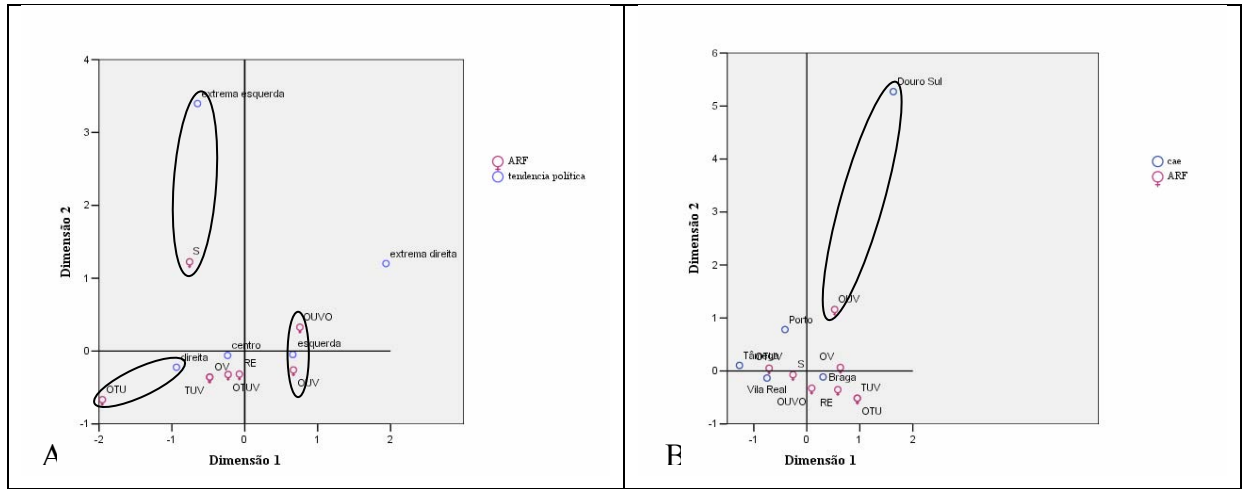 4
3
2
1
0
-1
-2
-1
0
1
2
Dimensão 2
Dimensão 1
extrema esquerda
S
extrema direita
OUVO
esquerda
centro
direita
OV
RE
OTU
TUV
OTUV
OUV
ARF
tendencia política
A
6
5
4
3
2
1
0
-1
-1
0
1
2
Dimensão 2
Dimensão 1
Douro Sul
OUV
Porto
OV
S
Braga
Vila Real
OUVO
RE
TUV
OTU
cae
ARF
B